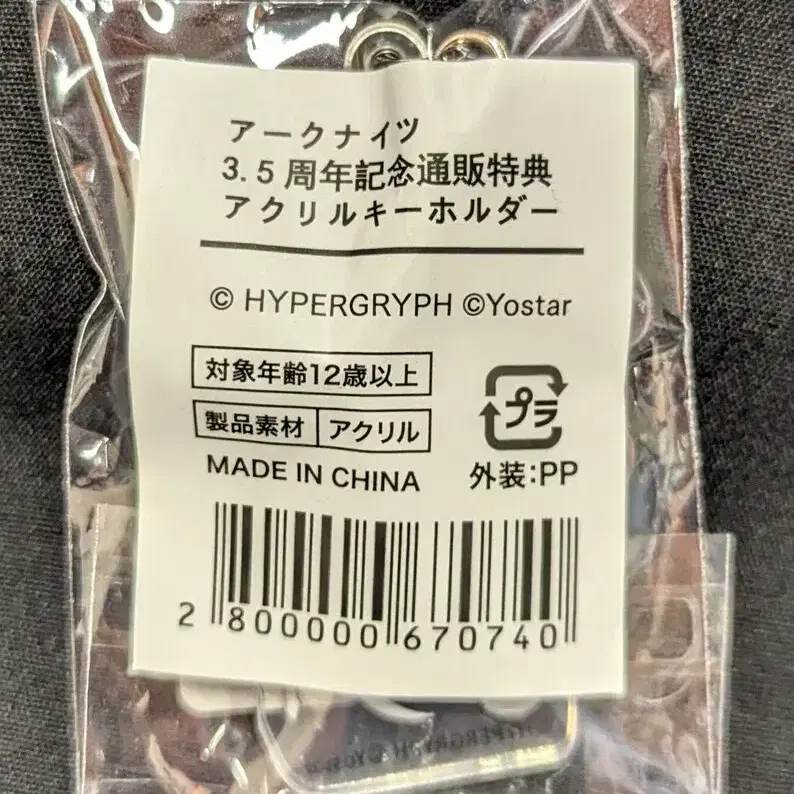 アークナイツ
3.5周年記念通販特典
アクリルキーホルダー
© HYPERGRYPH ©Yostar
対象年齢12歳以上
製品素材 アクリル
プラ
MADE IN CHINA
外装:PP
2 800000 670740
HYPERGRYPH ©Yostar